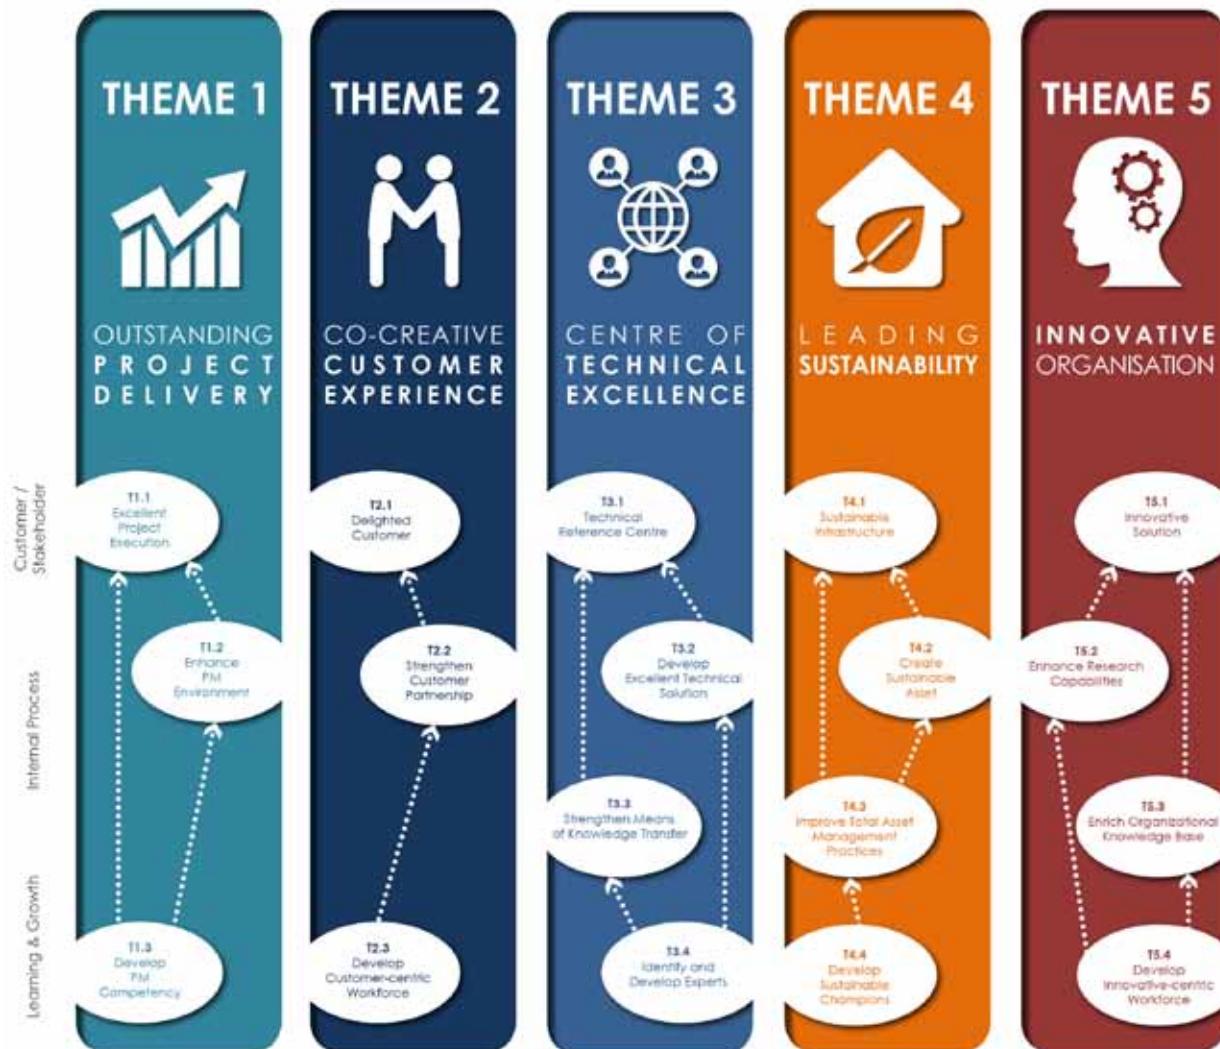 THEME 1
OUTSTANDING
PROJECT
DELIVERY
T1.1
Excellent
Project
Execution
T1.2
Enhance
PM
Environment
T1.3
Develop
PM
Competency
THEME 2
CO-CREATIVE
CUSTOMER
EXPERIENCE
T2.1
Delighted
Customer
T2.2
Strengthen
Customer
Partnership
T2.3
Develop
Customer-centric
Workforce
THEME 3
CENTRE OF
TECHNICAL
EXCELLENCE
T3.1
Technical
Reference Centre
T3.2
Develop
Excellent Technical
Solution
T3.3
Strengthen Means
of Knowledge Transfer
T3.4
Identify and
Develop Experts
THEME 4
LEADING
SUSTAINABILITY
T4.1
Sustainable
Infrastructure
T4.2
Create
Sustainable
Asset
T4.3
Improve Total Asset
Management
Practices
T4.4
Develop
Sustainable
Champions
THEME 5
INNOVATIVE
ORGANISATION
T5.1
Innovative
Solution
T5.2
Enhance Research
Capabilities
T5.3
Enrich Organizational
Knowledge Base
T5.4
Develop
Innovative-centric
Workforce
Customer /
Stakeholder
Internal Process
Learning & Growth